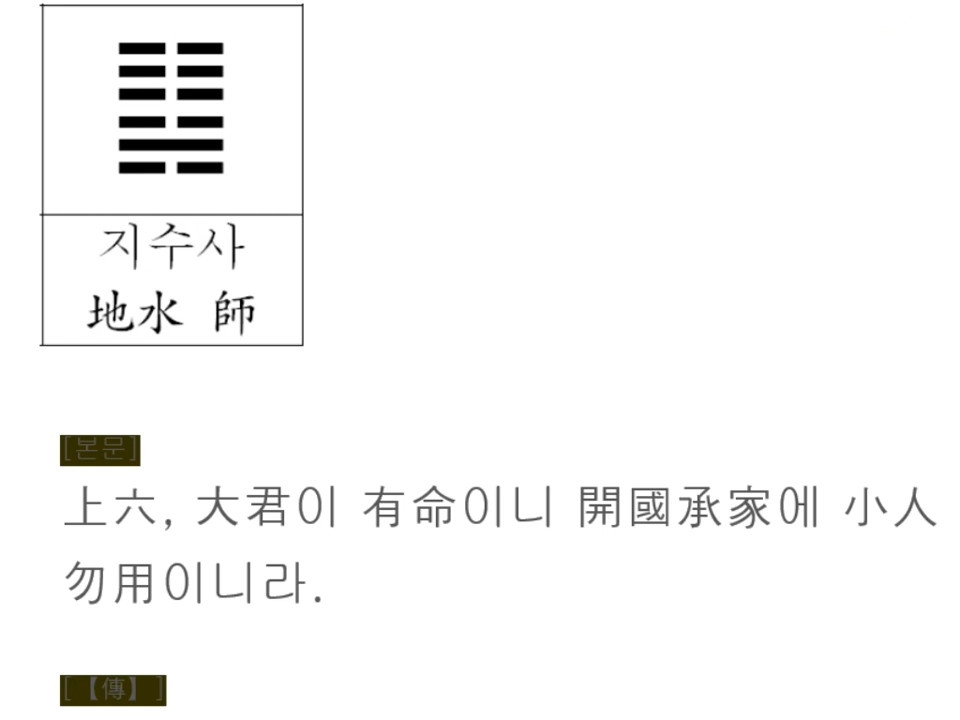 지수사
地水 師
[본문]
上六, 大君이 有命이니 開國承家에 小人
勿用이니라.
[【傳】]